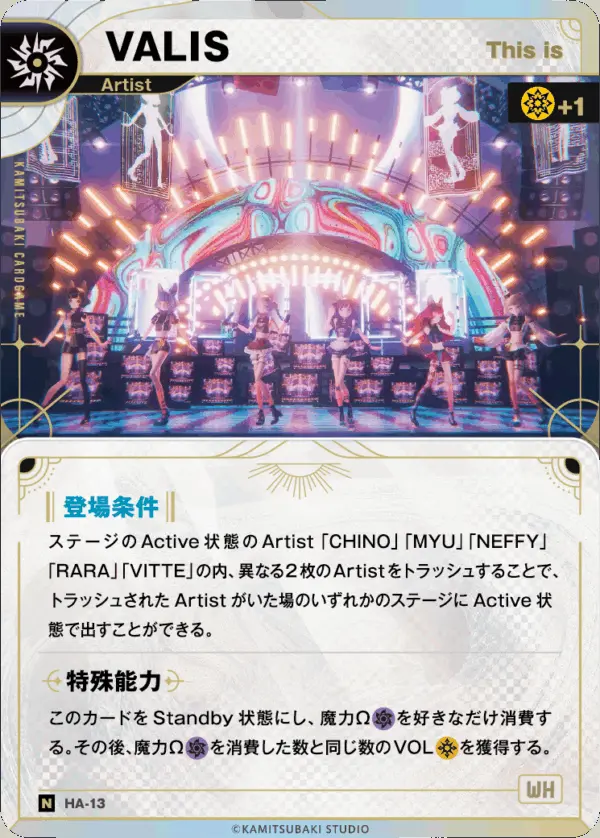 VALIS
This is
Artist
+1
KAMITSUBAKI CARDGAME
登場条件
ステージのActive状態のArtist「CHINO」「MYU」「NEFFY」
「RARA」「VITTE」の内、異なる2枚のArtistをトラッシュすることで、
トラッシュされたArtistがいた場のいずれかのステージにActive状
態で出すことができる。
特殊能力
このカードをStandby状態にし、魔力Ωを好きなだけ消費す
る。その後、魔力Ωを消費した数と同じ数のVOLを獲得する。
WH
N HA-13
©KAMITSUBAKI STUDIO